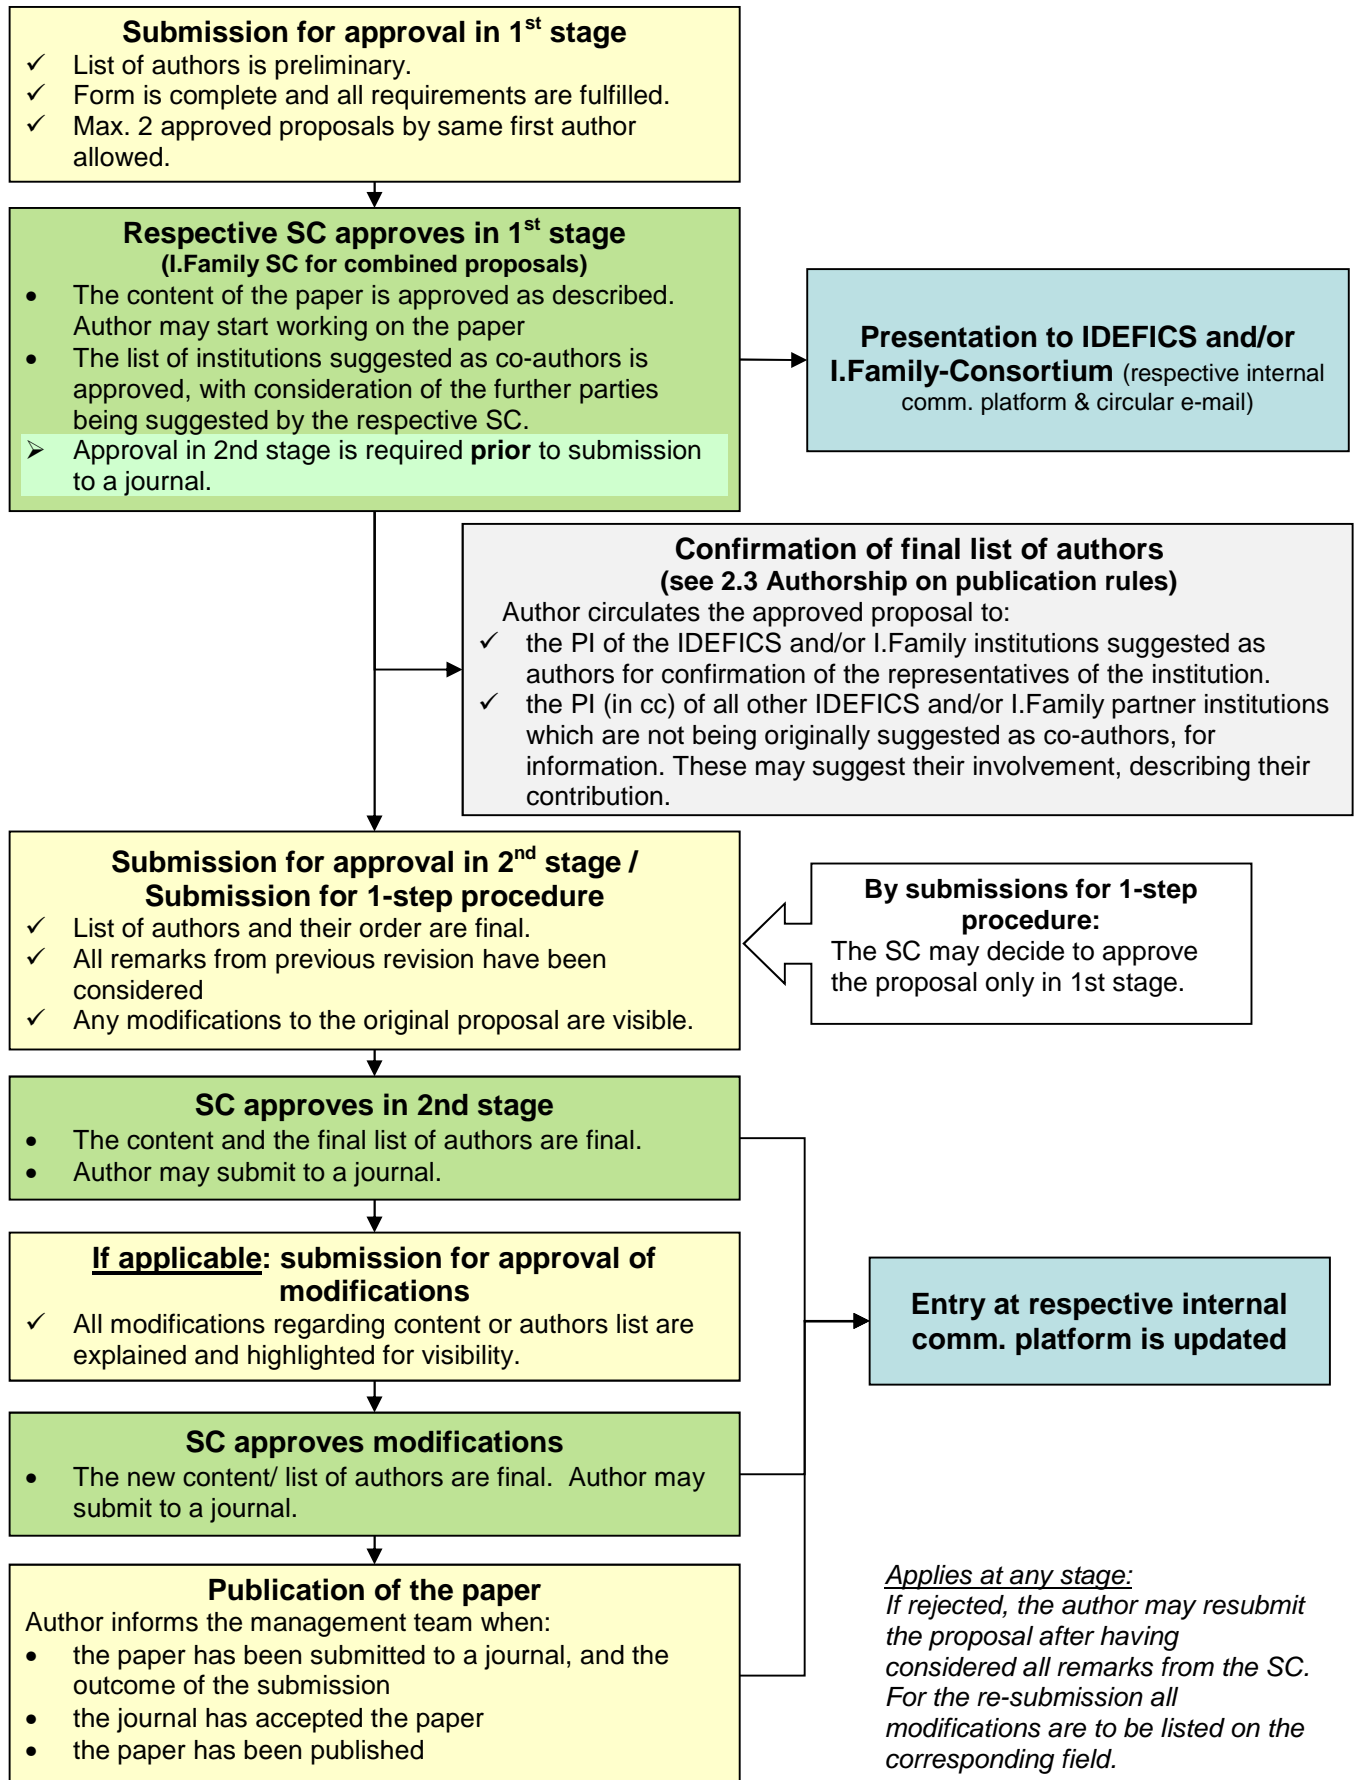 Submission for approval in 1st stage
✓ List of authors is preliminary.
✓ Form is complete and all requirements are fulfilled.
✓ Max. 2 approved proposals by same first author
allowed.
Respective SC approves in 1st stage
(I.Family SC for combined proposals)
• The content of the paper is approved as described.
Author may start working on the paper
• The list of institutions suggested as co-authors is
approved, with consideration of the further parties
being suggested by the respective SC.
➢ Approval in 2nd stage is required prior to submission
to a journal.
Presentation to IDEFICS and/or
I.Family-Consortium (respective internal
comm. platform & circular e-mail)
Confirmation of final list of authors
(see 2.3 Authorship on publication rules)
Author circulates the approved proposal to:
✓ the PI of the IDEFICS and/or I.Family institutions suggested as
authors for confirmation of the representatives of the institution.
✓ the PI (in cc) of all other IDEFICS and/or I.Family partner institutions
which are not being originally suggested as co-authors, for
information. These may suggest their involvement, describing their
contribution.
Submission for approval in 2nd stage /
Submission for 1-step procedure
✓ List of authors and their order are final.
✓ All remarks from previous revision have been
considered
✓ Any modifications to the original proposal are visible.
By submissions for 1-step
procedure:
The SC may decide to approve
the proposal only in 1st stage.
SC approves in 2nd stage
• The content and the final list of authors are final.
• Author may submit to a journal.
If applicable: submission for approval of
modifications
✓ All modifications regarding content or authors list are
explained and highlighted for visibility.
Entry at respective internal
comm. platform is updated
SC approves modifications
• The new content/ list of authors are final. Author may
submit to a journal.
Publication of the paper
Author informs the management team when:
• the paper has been submitted to a journal, and the
outcome of the submission
• the journal has accepted the paper
• the paper has been published
Applies at any stage:
If rejected, the author may resubmit
the proposal after having
considered all remarks from the SC.
For the re-submission all
modifications are to be listed on the
corresponding field.